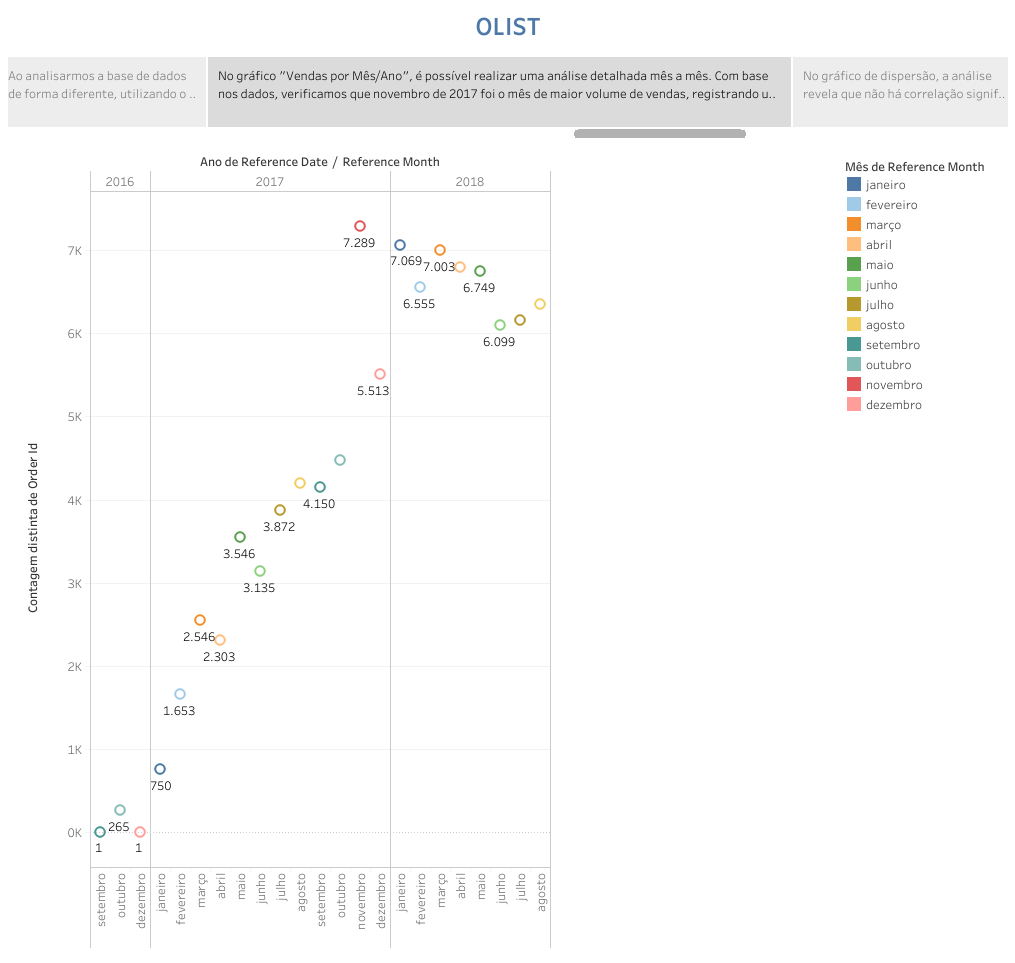 OLIST
Ao analisarmos a base de dados
de forma diferente, utilizando o ..
No gráfico ”Vendas por Mês/Ano”, é possível realizar uma análise detalhada mês a mês. Com base
nos dados, verificamos que novembro de 2017 foi o mês de maior volume de vendas, registrando u..
No gráfico de dispersão, a análise
revela que não há correlação signif..
Ano de Reference Date / Reference Month
2016
2017
2018
Contagem distinta de Order Id
7K
6K
5K
4K
3K
2K
1K
0K
1
265
1
750
1.653
2.546
2.303
3.546
3.135
3.872
4.150
7.289
5.513
7.069
6.555
7.003
6.749
6.099
setembro
outubro
dezembro
janeiro
fevereiro
março
abril
maio
junho
julho
agosto
setembro
outubro
novembro
dezembro
janeiro
fevereiro
março
abril
maio
junho
julho
agosto
Mês de Reference Month
janeiro
fevereiro
março
abril
maio
junho
julho
agosto
setembro
outubro
novembro
dezembro